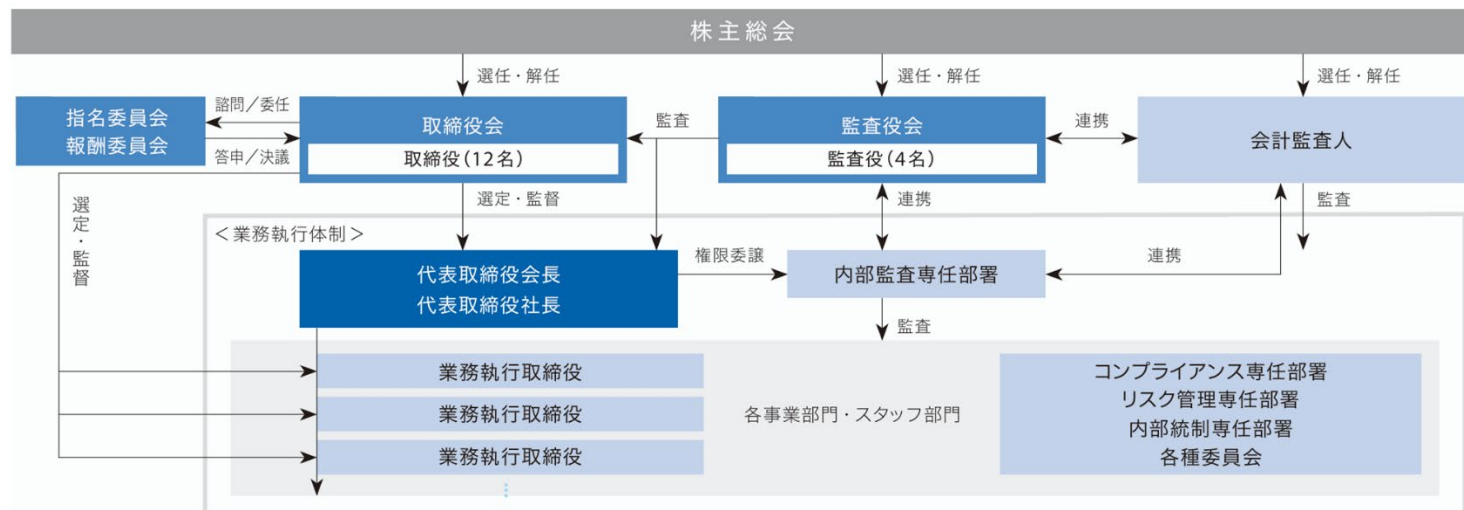 株主総会
選任・解任
選任・解任
選任・解任
指名委員会
報酬委員会
諮問／委任
答申／決議
取締役会
取締役（12名）
監査
監査役会
監査役（4名）
連携
会計監査人
選定・監督
選定・監督
連携
監査
＜業務執行体制＞
代表取締役会長
代表取締役社長
権限委譲
内部監査専任部署
連携
監査
業務執行取締役
業務執行取締役
業務執行取締役
各事業部門・スタッフ部門
コンプライアンス専任部署
リスク管理専任部署
内部統制専任部署
各種委員会